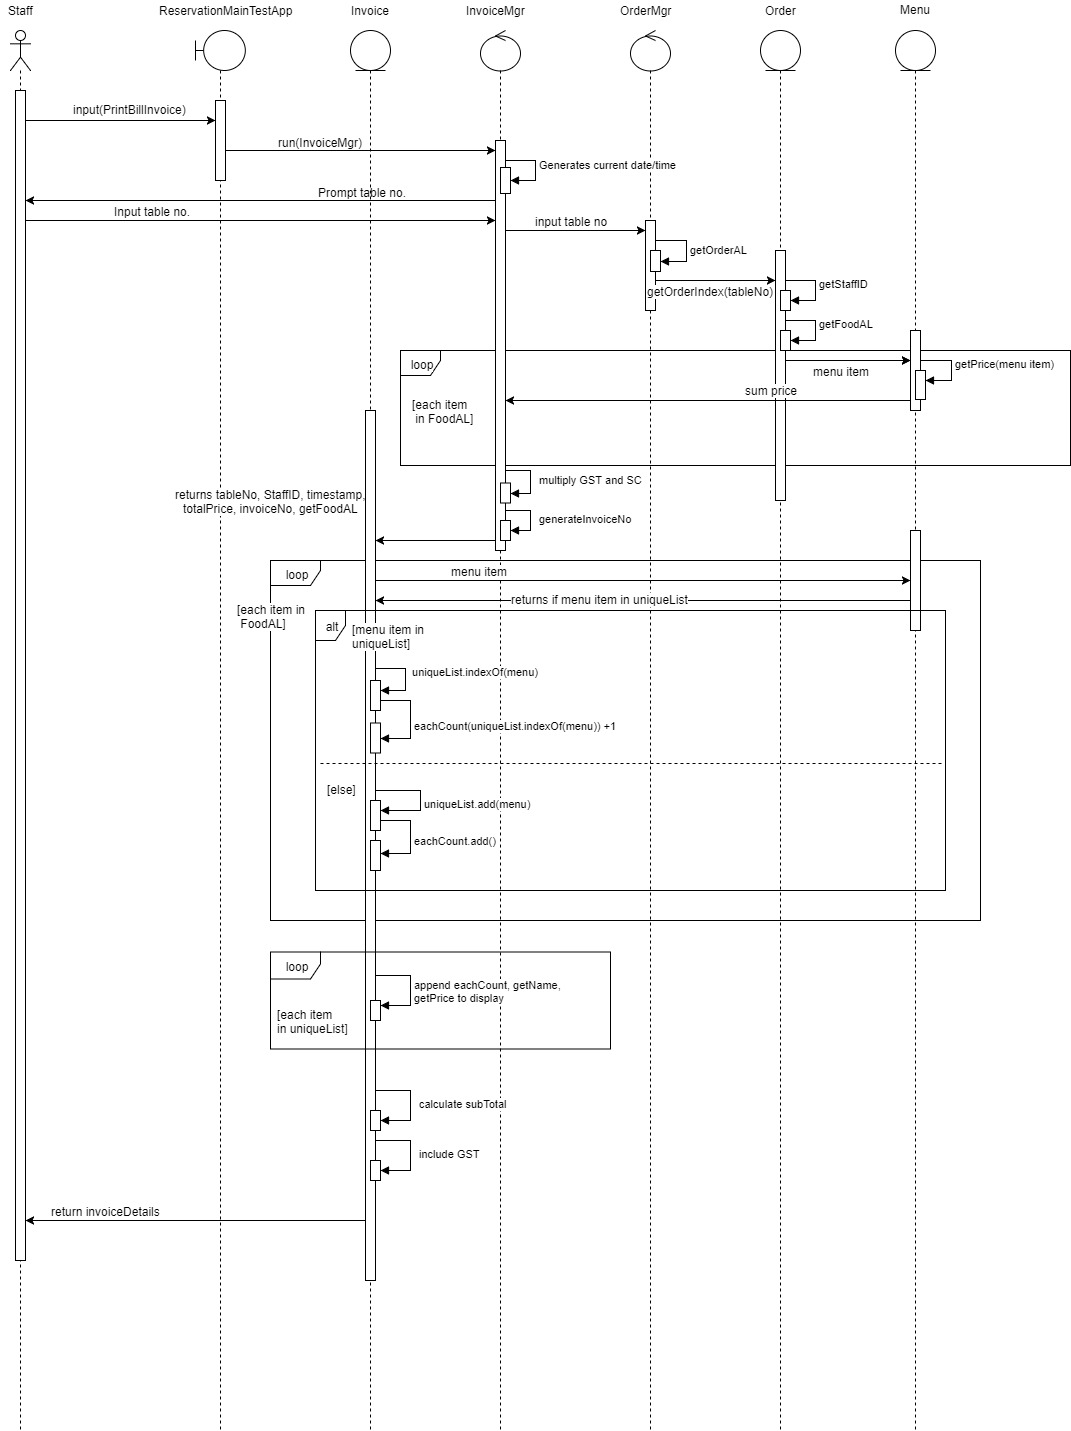 Staff
ReservationMainTestApp
Invoice
InvoiceMgr
OrderMgr
Order
Menu
input(PrintBillInvoice)
run(InvoiceMgr)
Generates current date/time
Prompt table no.
Input table no.
input table no
getOrderAL
getOrderIndex(tableNo)
getStaffID
getFoodAL
loop
menu item
getPrice(menu item)
sum price
[each item
in FoodAL]
multiply GST and SC
returns tableNo, StaffID, timestamp,
totalPrice, invoiceNo, getFoodAL
generateInvoiceNo
loop
menu item
returns if menu item in uniqueList
[each item in
FoodAL]
alt
[menu item in
uniqueList]
uniqueList.indexOf(menu)
eachCount(uniqueList.indexOf(menu)) +1
[else]
uniqueList.add(menu)
eachCount.add()
loop
append eachCount, getName,
getPrice to display
[each item
in uniqueList]
calculate subTotal
include GST
return invoiceDetails